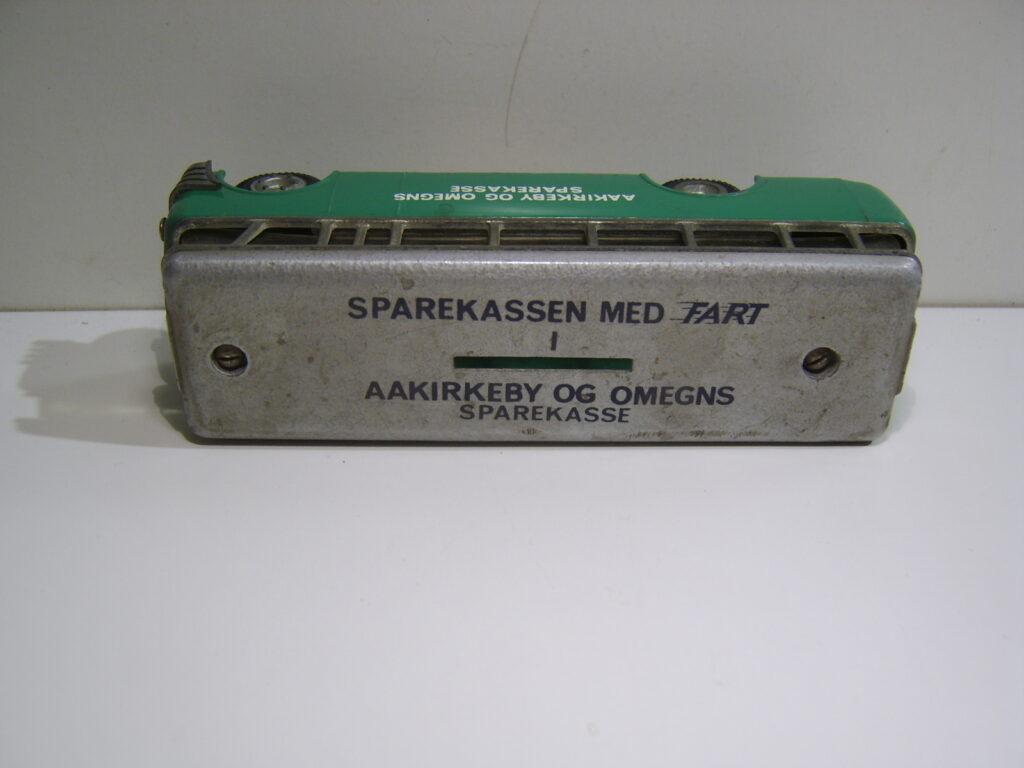 AAKIRKEBY OG OMEGNS
SPAREKASSE
SPAREKASSEN MED FART
I
AAKIRKEBY OG OMEGNS
SPAREKASSE